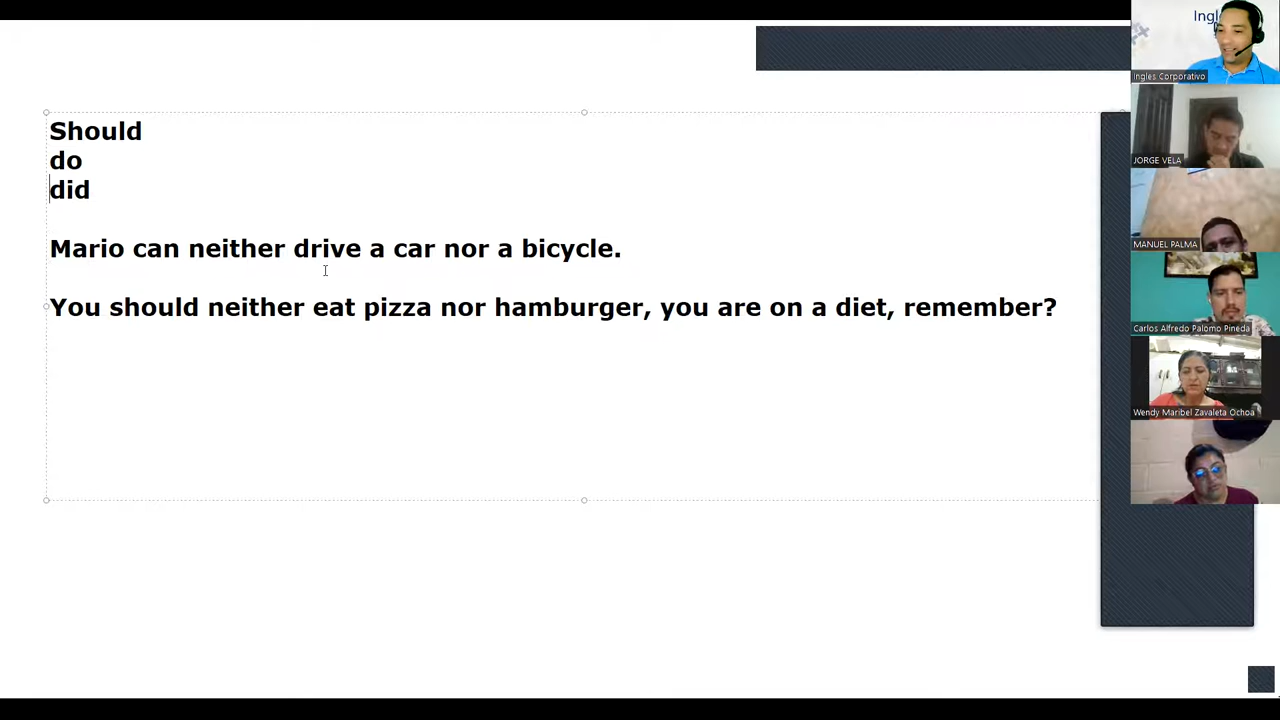 Should
do
did
Mario can neither drive a car nor a bicycle.
You should neither eat pizza nor hamburger, you are on a diet, remember?
Ingles Corporativo
JORGE VELA
MANUEL PALMA
Carlos Alfredo Palomo Pineda
Wendy Maribel Zavaleta Ochoa